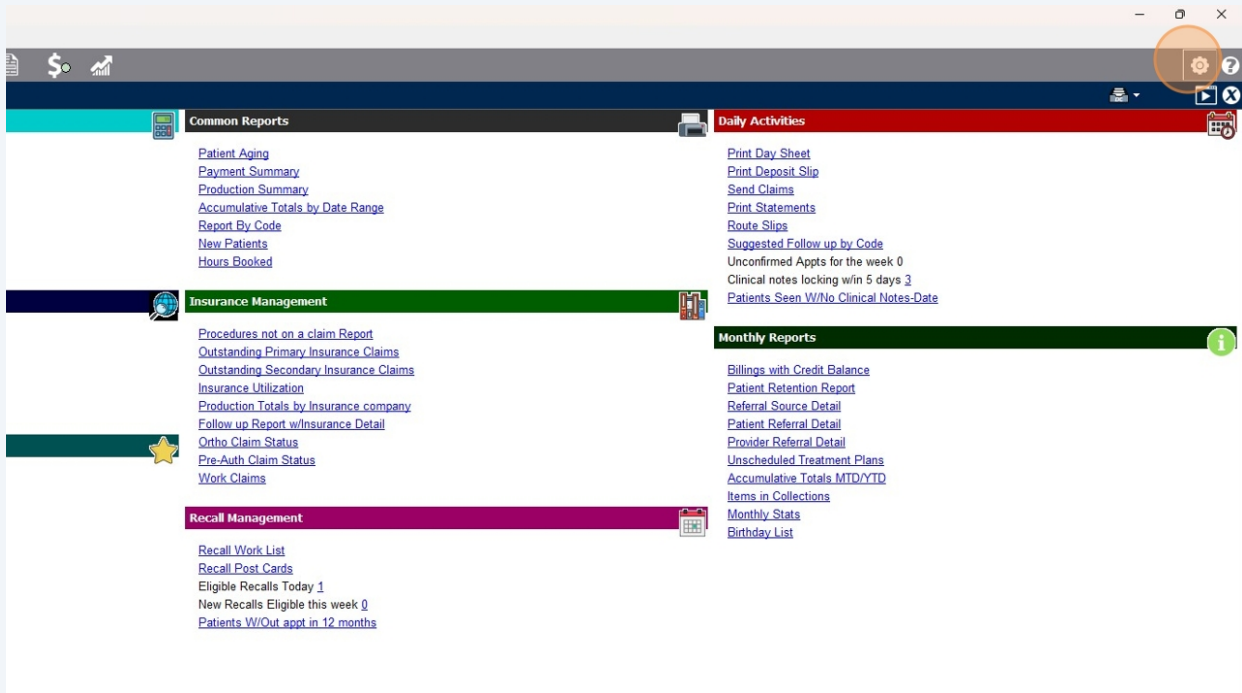 Common Reports
Patient Aging
Payment Summary
Production Summary
Accumulative Totals by Date Range
Report By Code
New Patients
Hours Booked
Insurance Management
Procedures not on a claim Report
Outstanding Primary Insurance Claims
Outstanding Secondary Insurance Claims
Insurance Utilization
Production Totals by Insurance company
Follow up Report w/Insurance Detail
Ortho Claim Status
Pre-Auth Claim Status
Work Claims
Recall Management
Recall Work List
Recall Post Cards
Eligible Recalls Today 1
New Recalls Eligible this week 0
Patients W/Out appt in 12 months
Daily Activities
Print Day Sheet
Print Deposit Slip
Send Claims
Print Statements
Route Slips
Suggested Follow up by Code
Unconfirmed Appts for the week 0
Clinical notes locking w/in 5 days 3
Patients Seen W/No Clinical Notes-Date
Monthly Reports
Billings with Credit Balance
Patient Retention Report
Referral Source Detail
Patient Referral Detail
Provider Referral Detail
Unscheduled Treatment Plans
Accumulative Totals MTD/YTD
Items in Collections
Monthly Stats
Birthday List